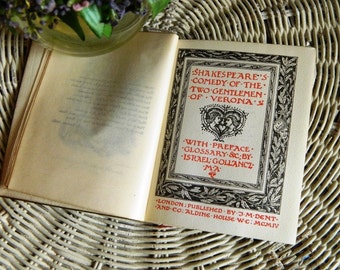 SHAKESPEARE'S
COMEDY OF THE
TWO GENTLEMEN
OF VERONA
WITH PREFACE
GLOSSARY &C; BY
ISRAEL GOLLANCZ
MA
LONDON: PUBLISHED BY J. M. DENT
AND CO: ALDINE HOUSE W.C. MCMIV